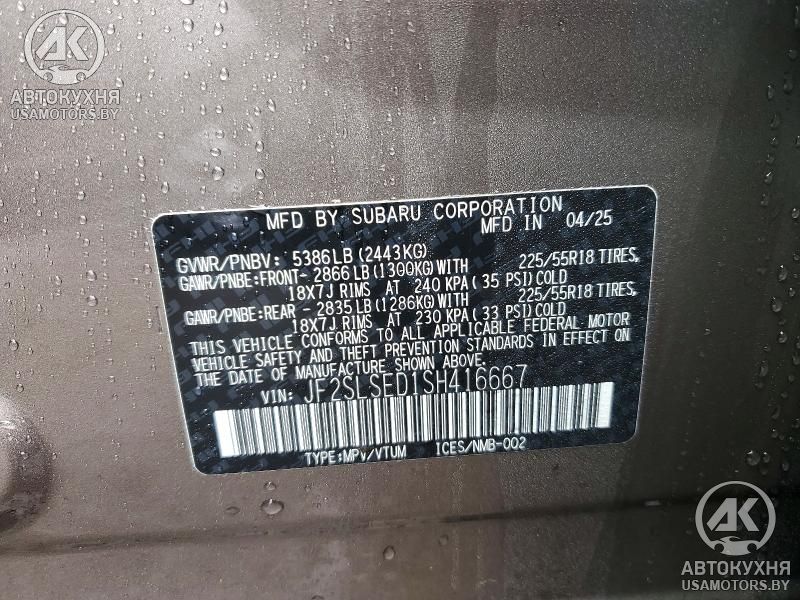 AK
АВТОКУХНЯ
USAMOTORS.BY
MFD BY SUBARU CORPORATION
MFD IN 04/25
GVWR/PNBV: 5386LB(2443KG)
GAWR/PNBE:FRONT- 2866LB(1300KG)WITH 225/55R18 TIRES,
18X7J RIMS AT 240 KPA(35 PSI)COLD
GAWR/PNBE:REAR - 2835LB(1286KG)WITH 225/55R18 TIRES,
18X7J RIMS AT 230 KPA(33 PSI)COLD
THIS VEHICLE CONFORMS TO ALL APPLICABLE FEDERAL MOTOR
VEHICLE SAFETY AND THEFT PREVENTION STANDARDS IN EFFECT ON
THE DATE OF MANUFACTURE SHOWN ABOVE.
VIN: JF2SLSED1SH416667
TYPE:MPV/VTUM ICES/NMB-002
AK
АВТОКУХНЯ
USAMOTORS.BY